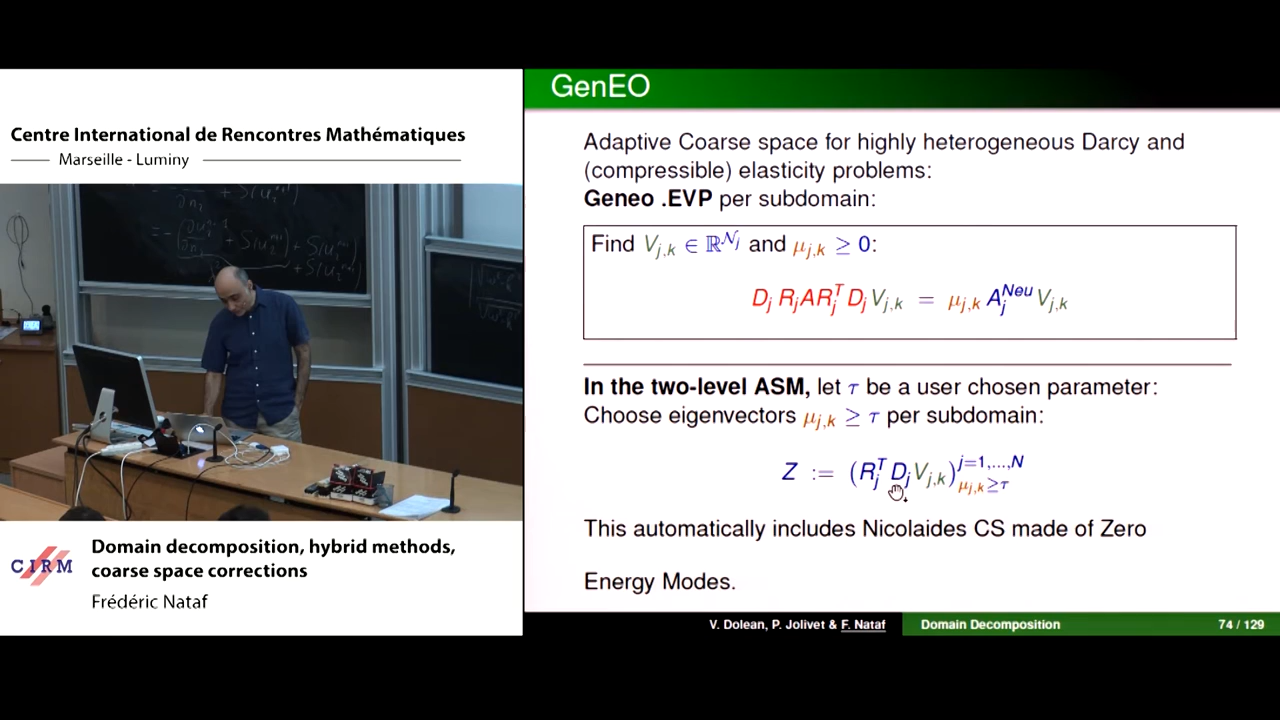 Centre International de Rencontres Mathématiques
Marseille - Luminy
CIRM
Domain decomposition, hybrid methods,
coarse space corrections
Frédéric Nataf
GenEO
Adaptive Coarse space for highly heterogeneous Darcy and
(compressible) elasticity problems:
Geneo .EVP per subdomain:
Find V_{j,k} ∈ ℝ^{𝒩_j} and μ_{j,k} ≥ 0:
D_j R_j A R_j^T D_j V_{j,k} = μ_{j,k} A_j^{Neu} V_{j,k}
In the two-level ASM, let τ be a user chosen parameter:
Choose eigenvectors μ_{j,k} ≥ τ per subdomain:
Z := (R_j^T D_j V_{j,k})_{μ_{j,k} ≥ τ}^{j=1,...,N}
This automatically includes Nicolaides CS made of Zero
Energy Modes.
V. Dolean, P. Jolivet & F. Nataf
Domain Decomposition
74 / 129